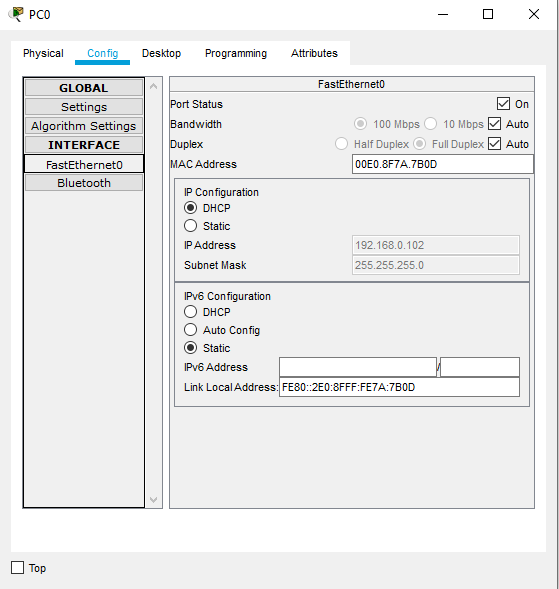 PC0
Physical Config Desktop Programming Attributes
GLOBAL
Settings
Algorithm Settings
INTERFACE
FastEthernet0
Bluetooth
FastEthernet0
Port Status On
Bandwidth 100 Mbps 10 Mbps Auto
Duplex Half Duplex Full Duplex Auto
MAC Address 00E0.8F7A.7B0D
IP Configuration
DHCP
Static
IP Address 192.168.0.102
Subnet Mask 255.255.255.0
IPv6 Configuration
DHCP
Auto Config
Static
IPv6 Address /
Link Local Address: FE80::2E0:8FFF:FE7A:7B0D
Top